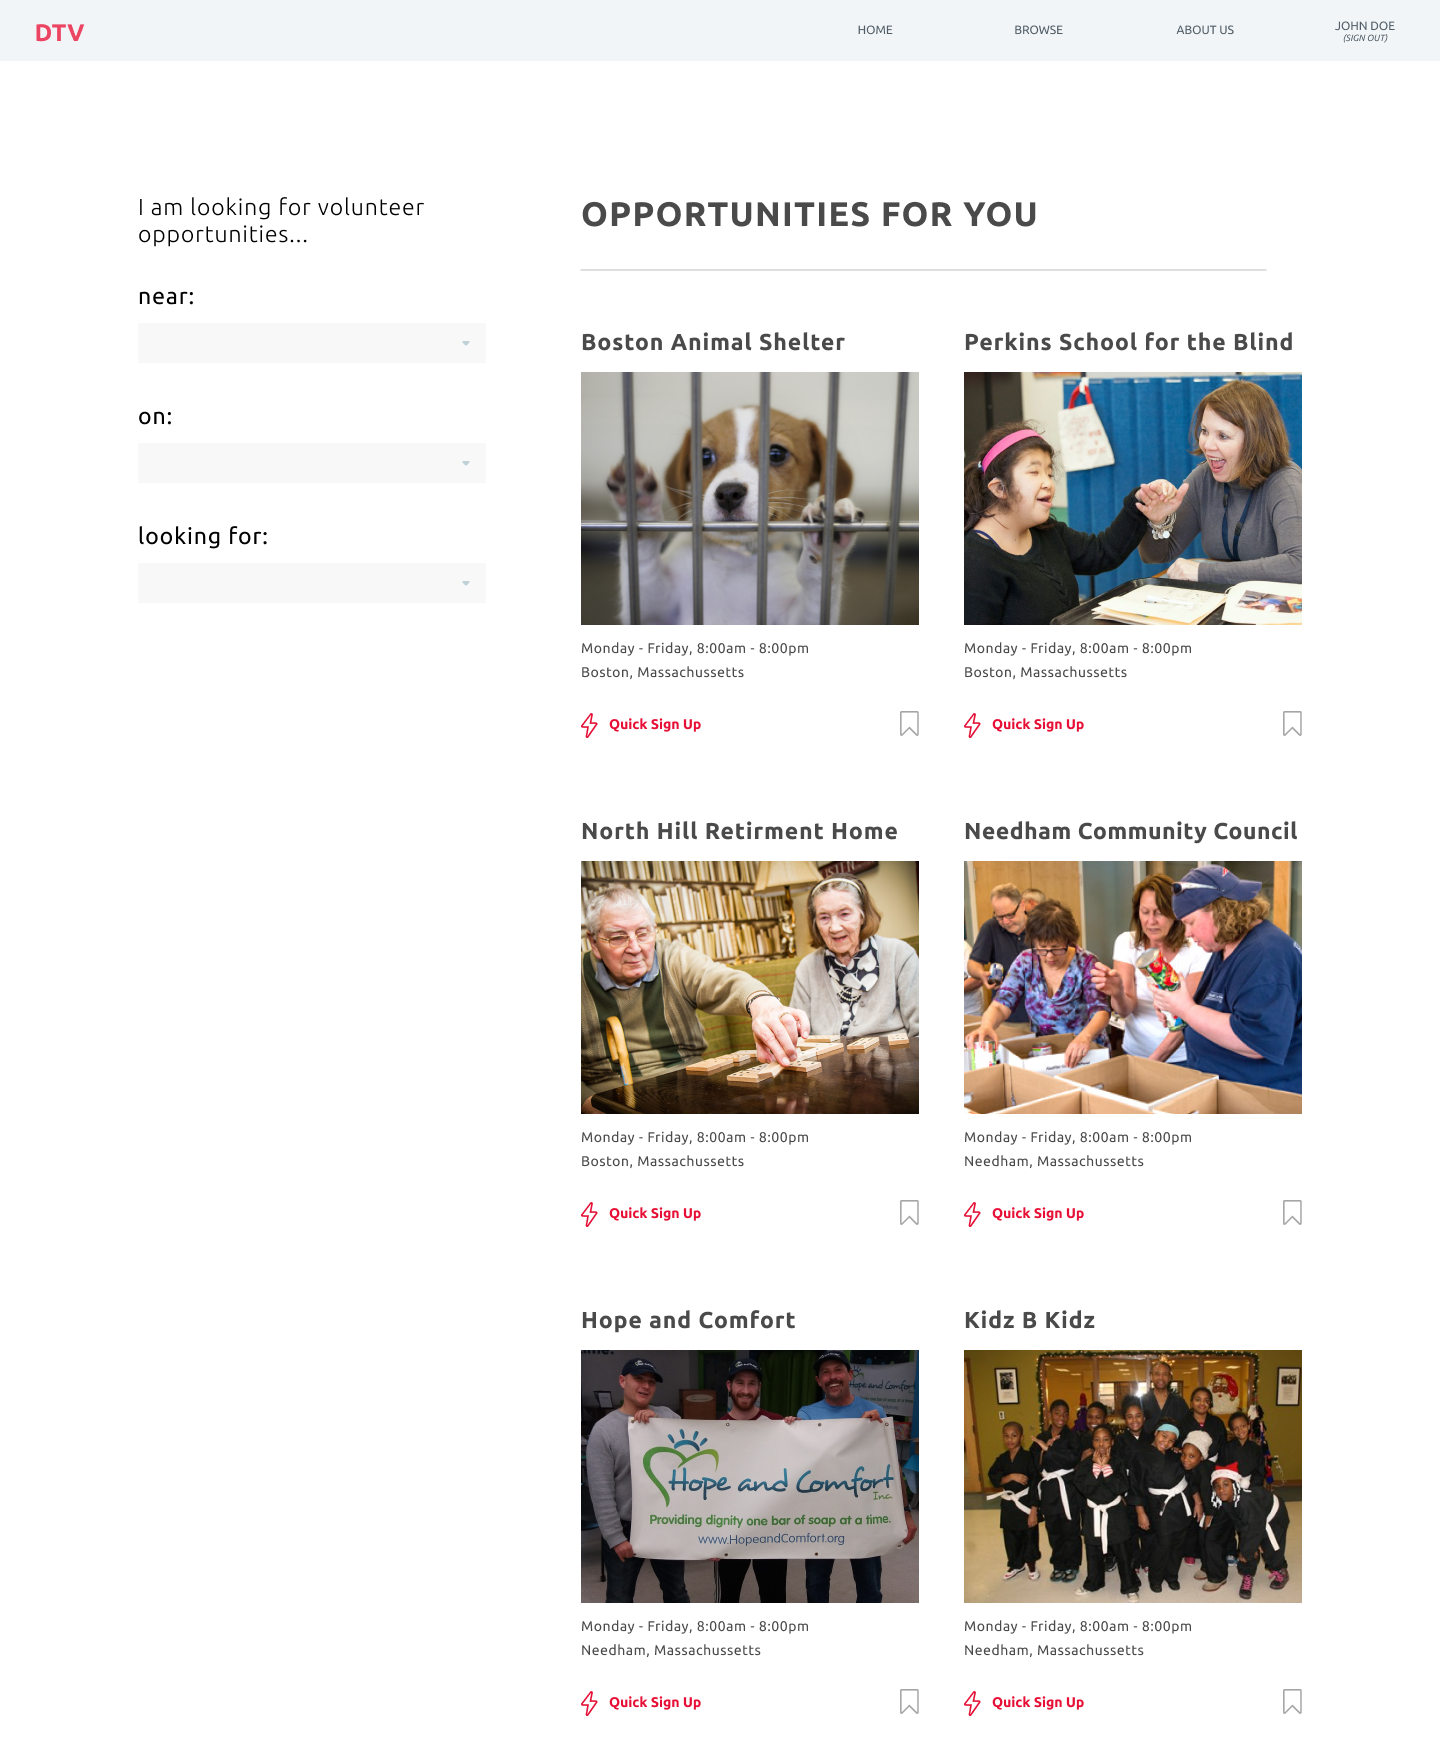 DTV
HOME
BROWSE
ABOUT US
JOHN DOE
(SIGN OUT)
I am looking for volunteer
opportunities...
near:
on:
looking for:
OPPORTUNITIES FOR YOU
Boston Animal Shelter
Monday - Friday, 8:00am - 8:00pm
Boston, Massachussetts
Quick Sign Up
Perkins School for the Blind
Monday - Friday, 8:00am - 8:00pm
Boston, Massachussetts
Quick Sign Up
North Hill Retirment Home
Monday - Friday, 8:00am - 8:00pm
Boston, Massachussetts
Quick Sign Up
Needham Community Council
Monday - Friday, 8:00am - 8:00pm
Needham, Massachussetts
Quick Sign Up
Hope and Comfort
Hope and Comfort
Hope and Comfort
Inc.
Providing dignity one bar of soap at a time.
www.HopeandComfort.org
Monday - Friday, 8:00am - 8:00pm
Needham, Massachussetts
Quick Sign Up
Kidz B Kidz
Monday - Friday, 8:00am - 8:00pm
Needham, Massachussetts
Quick Sign Up